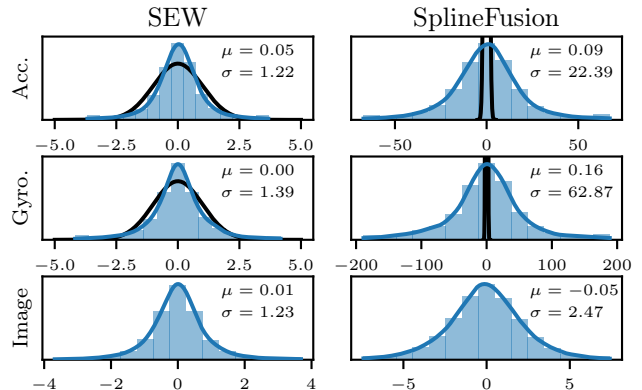 SEW SplineFusion
Acc.
μ = 0.05
σ = 1.22
μ = 0.09
σ = 22.39
−5.0 −2.5 0.0 2.5 5.0
−50 0 50
Gyro.
μ = 0.00
σ = 1.39
μ = 0.16
σ = 62.87
−5.0 −2.5 0.0 2.5 5.0
−200 −100 0 100 200
Image
μ = 0.01
σ = 1.23
μ = −0.05
σ = 2.47
−4 −2 0 2 4
−5 0 5